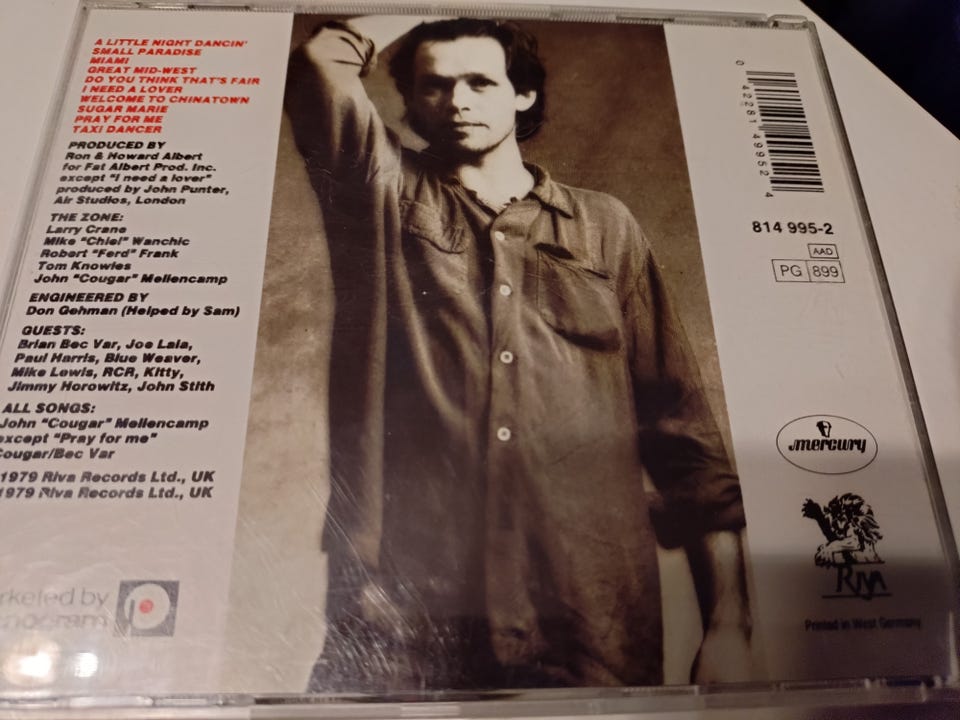 A LITTLE NIGHT DANCIN'
SMALL PARADISE
MIAMI
GREAT MID-WEST
DO YOU THINK THAT'S FAIR
I NEED A LOVER
WELCOME TO CHINATOWN
SUGAR MARIE
PRAY FOR ME
TAXI DANCER
PRODUCED BY
Ron & Howard Albert
for Fat Albert Prod. Inc.
except "I need a lover"
produced by John Punter,
Air Studios, London
THE ZONE:
Larry Crane
Mike "Chief" Wanchic
Robert "Ferd" Frank
Tom Knowles
John "Cougar" Mellencamp
ENGINEERED BY
Don Gehman (Helped by Sam)
GUESTS:
Brian Bec Var, Joe Lala,
Paul Harris, Blue Weaver,
Mike Lewis, RCR, Kitty,
Jimmy Horowitz, John Stith
ALL SONGS:
John "Cougar" Mellencamp
except "Pray for me"
Cougar/Bec Var
1979 Riva Records Ltd., UK
1979 Riva Records Ltd., UK
rketed by
nogram
0 42281 49952 4
814 995-2
AAD
PG 899
mercury
RIVA
Printed in West Germany